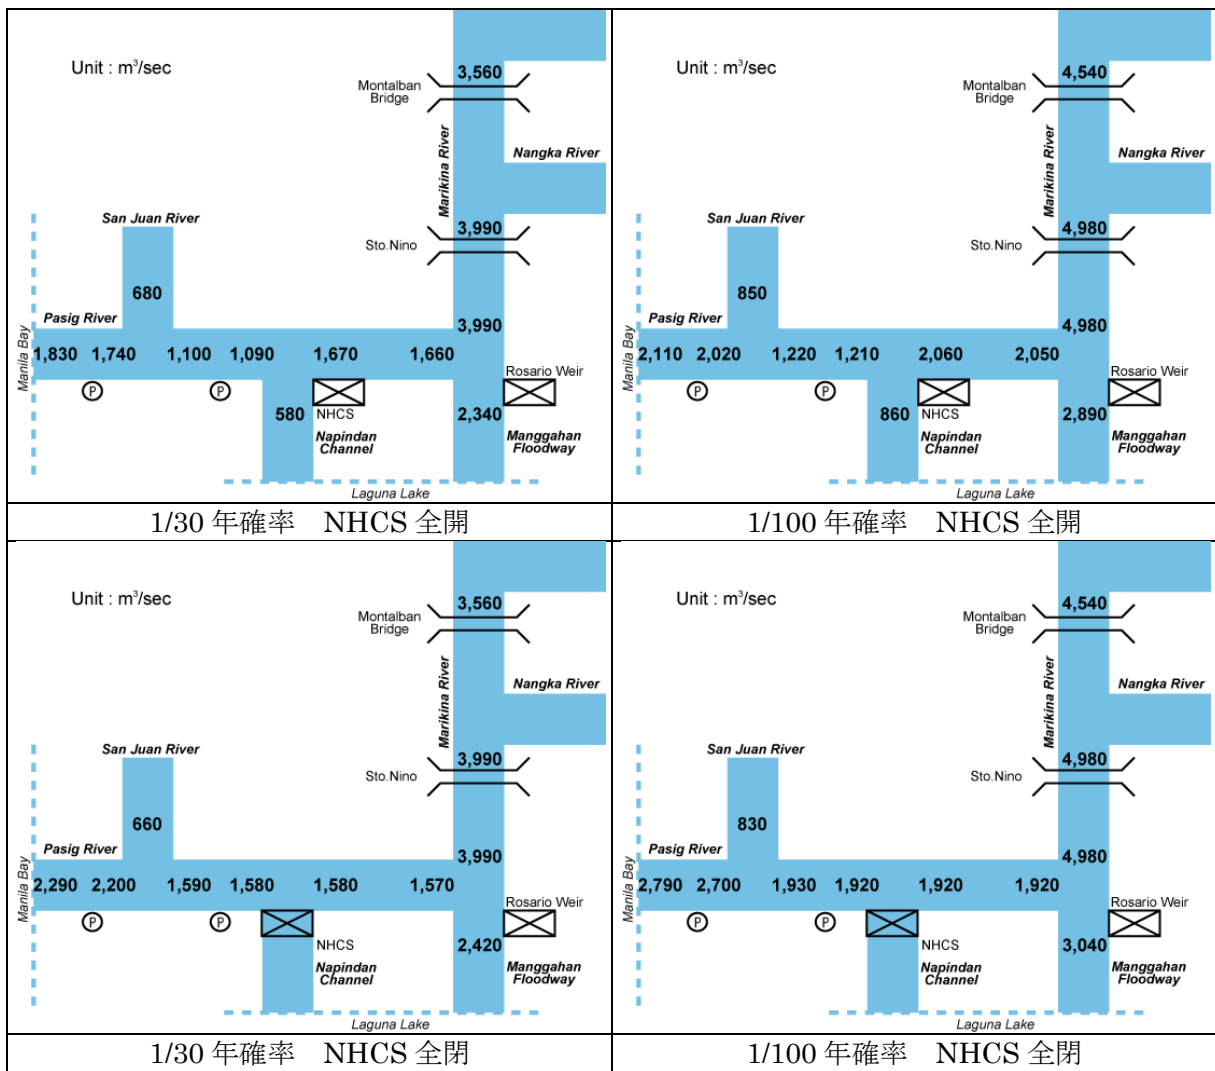 Unit : m³/sec
3,560
Montalban
Bridge
Marikina River
Nangka River
San Juan River
3,990
Sto.Nino
680
Pasig River
3,990
Manila Bay
1,830 1,740 1,100 1,090 1,670 1,660
Rosario Weir
P P
580 NHCS 2,340
Napindan
Channel
Manggahan
Floodway
Laguna Lake
1/30 年確率 NHCS 全開
Unit : m³/sec
4,540
Montalban
Bridge
Marikina River
Nangka River
San Juan River
4,980
Sto.Nino
850
Pasig River
4,980
Manila Bay
2,110 2,020 1,220 1,210 2,060 2,050
Rosario Weir
P P
860 NHCS 2,890
Napindan
Channel
Manggahan
Floodway
Laguna Lake
1/100 年確率 NHCS 全開
Unit : m³/sec
3,560
Montalban
Bridge
Marikina River
Nangka River
San Juan River
3,990
Sto.Nino
660
Pasig River
3,990
Manila Bay
2,290 2,200 1,590 1,580 1,580 1,570
Rosario Weir
P P
NHCS 2,420
Napindan
Channel
Manggahan
Floodway
Laguna Lake
1/30 年確率 NHCS 全閉
Unit : m³/sec
4,540
Montalban
Bridge
Marikina River
Nangka River
San Juan River
4,980
Sto.Nino
830
Pasig River
4,980
Manila Bay
2,790 2,700 1,930 1,920 1,920 1,920
Rosario Weir
P P
NHCS 3,040
Napindan
Channel
Manggahan
Floodway
Laguna Lake
1/100 年確率 NHCS 全閉